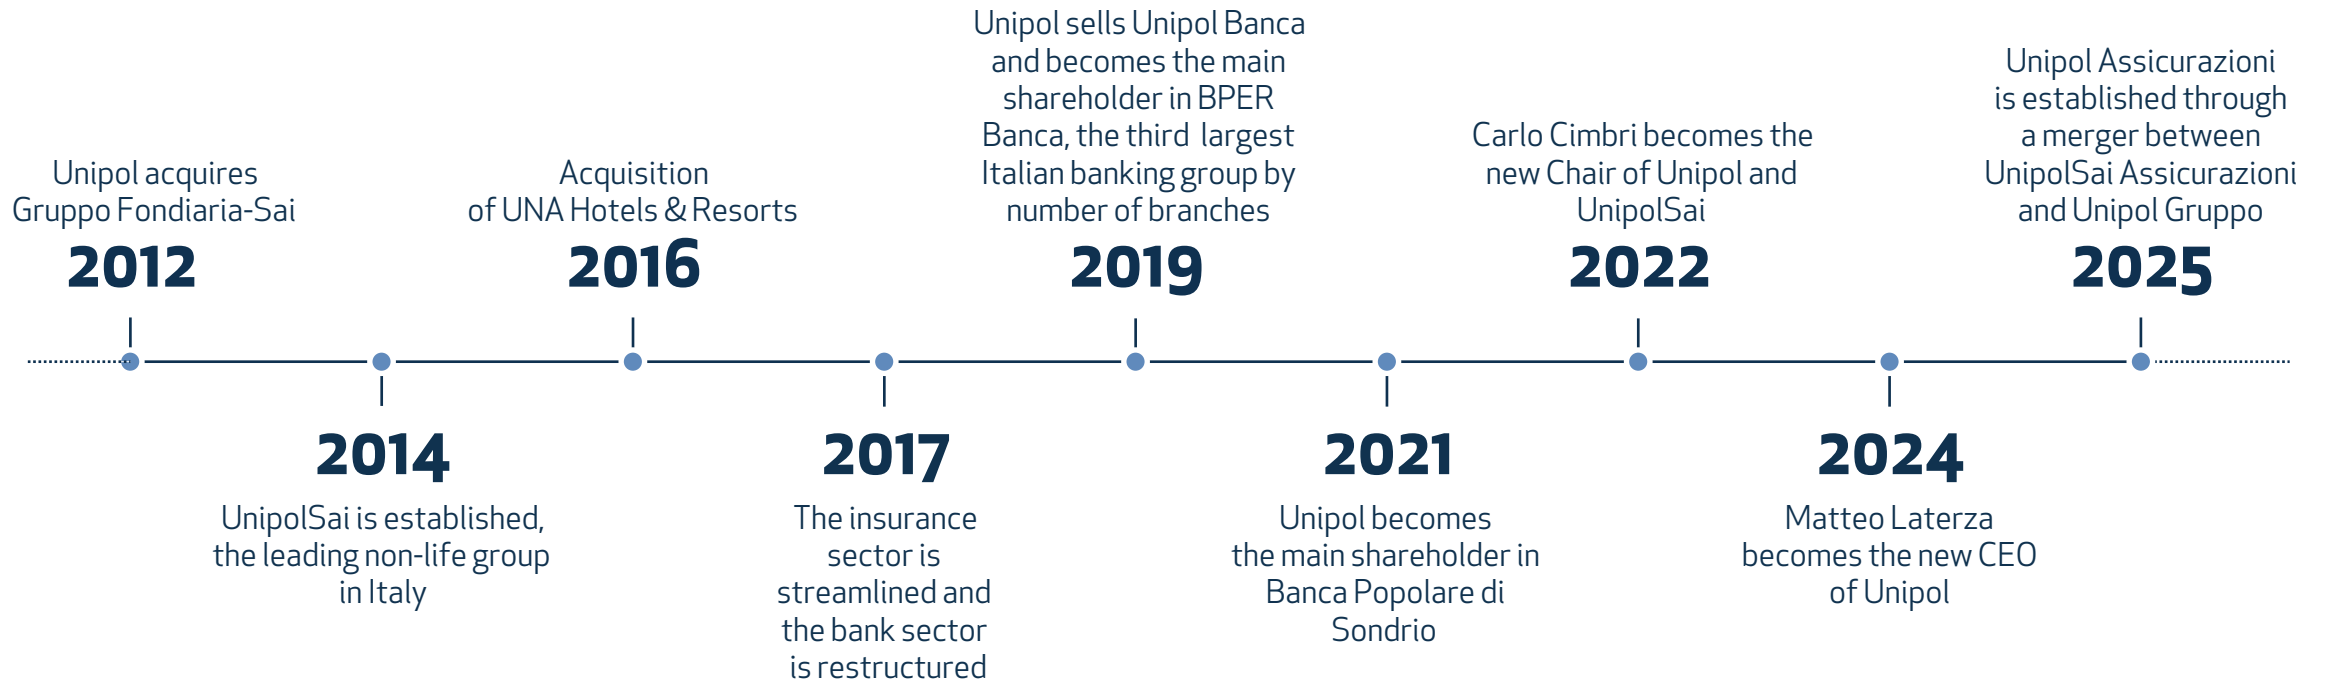 Unipol acquires
Gruppo Fondiaria-Sai
2012
2014
UnipolSai is established,
the leading non-life group
in Italy
Acquisition
of UNA Hotels & Resorts
2016
2017
The insurance
sector is
streamlined and
the bank sector
is restructured
Unipol sells Unipol Banca
and becomes the main
shareholder in BPER
Banca, the third largest
Italian banking group by
number of branches
2019
2021
Unipol becomes
the main shareholder in
Banca Popolare di
Sondrio
Carlo Cimbri becomes the
new Chair of Unipol and
UnipolSai
2022
2024
Matteo Laterza
becomes the new CEO
of Unipol
Unipol Assicurazioni
is established through
a merger between
UnipolSai Assicurazioni
and Unipol Gruppo
2025